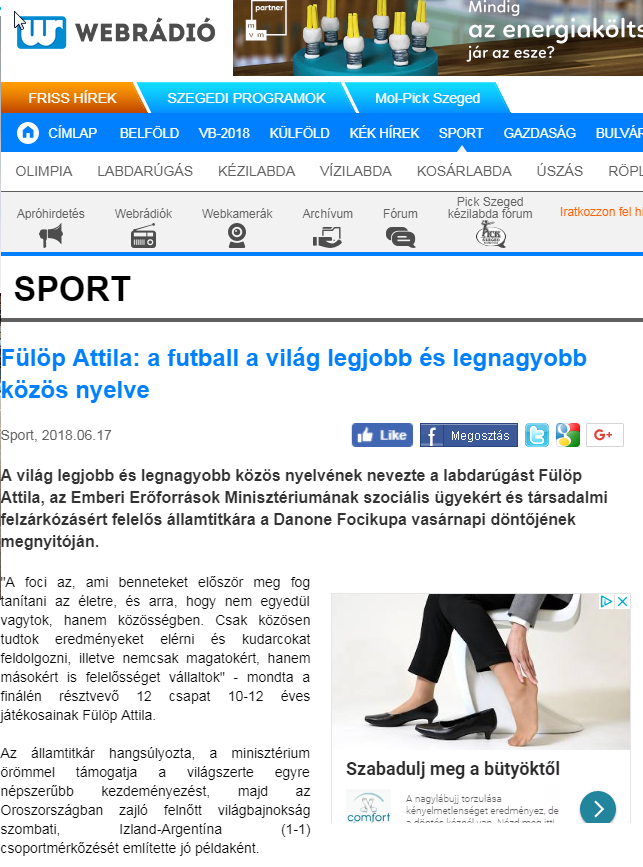 WEBRÁDIÓ
partner
mvm
Mindig
az energiakölts
jár az esze?
FRISS HÍREK SZEGEDI PROGRAMOK Mol-Pick Szeged
CÍMLAP BELFÖLD VB-2018 KÜLFÖLD KÉK HÍREK SPORT GAZDASÁG BULVÁR
OLIMPIA LABDARÚGÁS KÉZILABDA VÍZILABDA KOSÁRLABDA ÚSZÁS RÖPL
Apróhirdetés Webrádiók Webkamerák Archívum Fórum Pick Szeged
kézilabda fórum Iratkozzon fel hí
SPORT
Fülöp Attila: a futball a világ legjobb és legnagyobb
közös nyelve
Sport, 2018.06.17 Like Megosztás G+
A világ legjobb és legnagyobb közös nyelvének nevezte a labdarúgást Fülöp
Attila, az Emberi Erőforrások Minisztériumának szociális ügyekért és társadalmi
felzárkózásért felelős államtitkára a Danone Focikupa vasárnapi döntőjének
megnyitóján.
"A foci az, ami benneteket először meg fog
tanítani az életre, és arra, hogy nem egyedül
vagytok, hanem közösségben. Csak közösen
tudtok eredményeket elérni és kudarcokat
feldolgozni, illetve nemcsak magatokért, hanem
másokért is felelősséget vállaltok" - mondta a
finálén résztvevő 12 csapat 10-12 éves
játékosainak Fülöp Attila.
Az államtitkár hangsúlyozta, a minisztérium
örömmel támogatja a világszerte egyre
népszerűbb kezdeményezést, majd az
Oroszországban zajló felnőtt világbajnokság
szombati, Izland-Argentína (1-1)
csoportmérkőzését említette jó példaként.
Szabadulj meg a bütyöktől
comfort
A nagylábujj torzulása
kényelmetlenséget eredményez, de